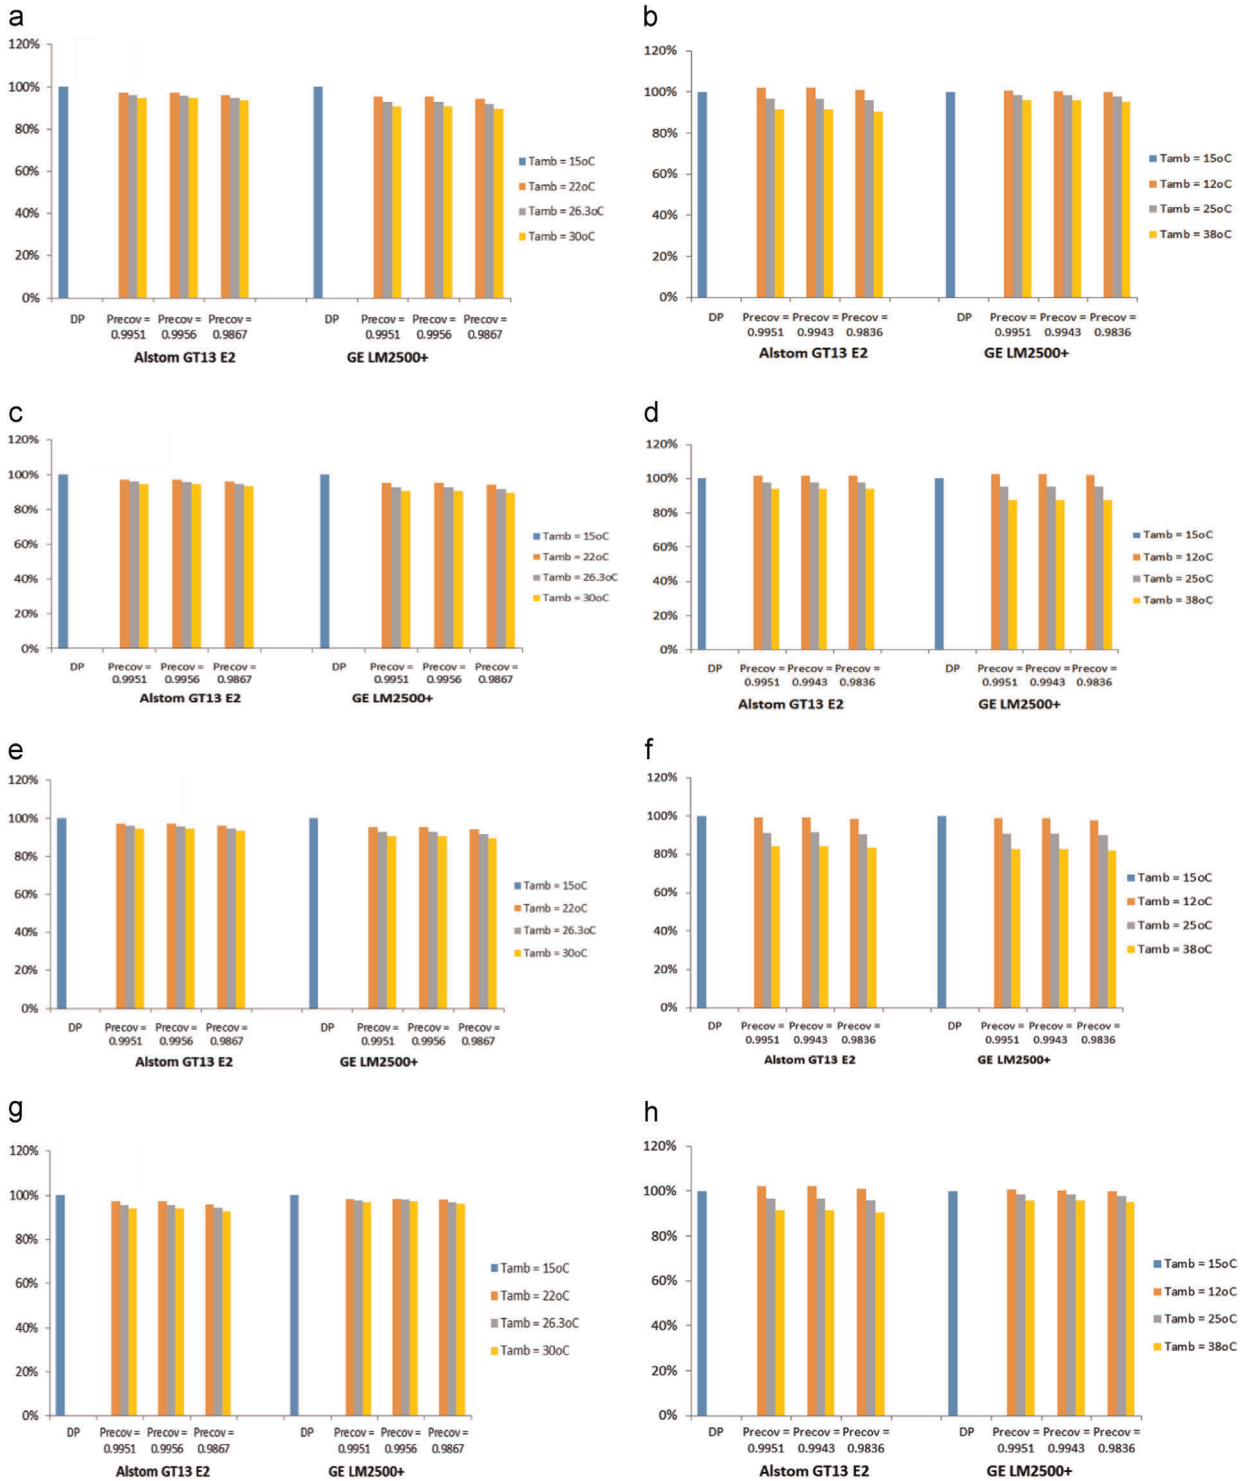 a
120%
100%
80%
60%
40%
20%
0%
DP
Precov = 0.9951
Precov = 0.9956
Precov = 0.9867
DP
Precov = 0.9951
Precov = 0.9956
Precov = 0.9867
Alstom GT13 E2
GE LM2500+
Tamb = 15oC
Tamb = 22oC
Tamb = 26.3oC
Tamb = 30oC
b
120%
100%
80%
60%
40%
20%
0%
DP
Precov = 0.9951
Precov = 0.9943
Precov = 0.9836
DP
Precov = 0.9951
Precov = 0.9943
Precov = 0.9836
Alstom GT13 E2
GE LM2500+
Tamb = 15oC
Tamb = 12oC
Tamb = 25oC
Tamb = 38oC
c
120%
100%
80%
60%
40%
20%
0%
DP
Precov = 0.9951
Precov = 0.9956
Precov = 0.9867
DP
Precov = 0.9951
Precov = 0.9956
Precov = 0.9867
Alstom GT13 E2
GE LM2500+
Tamb = 15oC
Tamb = 22oC
Tamb = 26.3oC
Tamb = 30oC
d
120%
100%
80%
60%
40%
20%
0%
DP
Precov = 0.9951
Precov = 0.9943
Precov = 0.9836
DP
Precov = 0.9951
Precov = 0.9943
Precov = 0.9836
Alstom GT13 E2
GE LM2500+
Tamb = 15oC
Tamb = 12oC
Tamb = 25oC
Tamb = 38oC
e
120%
100%
80%
60%
40%
20%
0%
DP
Precov = 0.9951
Precov = 0.9956
Precov = 0.9867
DP
Precov = 0.9951
Precov = 0.9956
Precov = 0.9867
Alstom GT13 E2
GE LM2500+
Tamb = 15oC
Tamb = 22oC
Tamb = 26.3oC
Tamb = 30oC
f
120%
100%
80%
60%
40%
20%
0%
DP
Precov = 0.9951
Precov = 0.9943
Precov = 0.9836
DP
Precov = 0.9951
Precov = 0.9943
Precov = 0.9836
Alstom GT13 E2
GE LM2500+
Tamb = 15oC
Tamb = 12oC
Tamb = 25oC
Tamb = 38oC
g
120%
100%
80%
60%
40%
20%
0%
DP
Precov = 0.9951
Precov = 0.9956
Precov = 0.9867
DP
Precov = 0.9951
Precov = 0.9956
Precov = 0.9867
Alstom GT13 E2
GE LM2500+
Tamb = 15oC
Tamb = 22oC
Tamb = 26.3oC
Tamb = 30oC
h
120%
100%
80%
60%
40%
20%
0%
DP
Precov = 0.9951
Precov = 0.9943
Precov = 0.9836
DP
Precov = 0.9951
Precov = 0.9943
Precov = 0.9836
Alstom GT13 E2
GE LM2500+
Tamb = 15oC
Tamb = 12oC
Tamb = 25oC
Tamb = 38oC